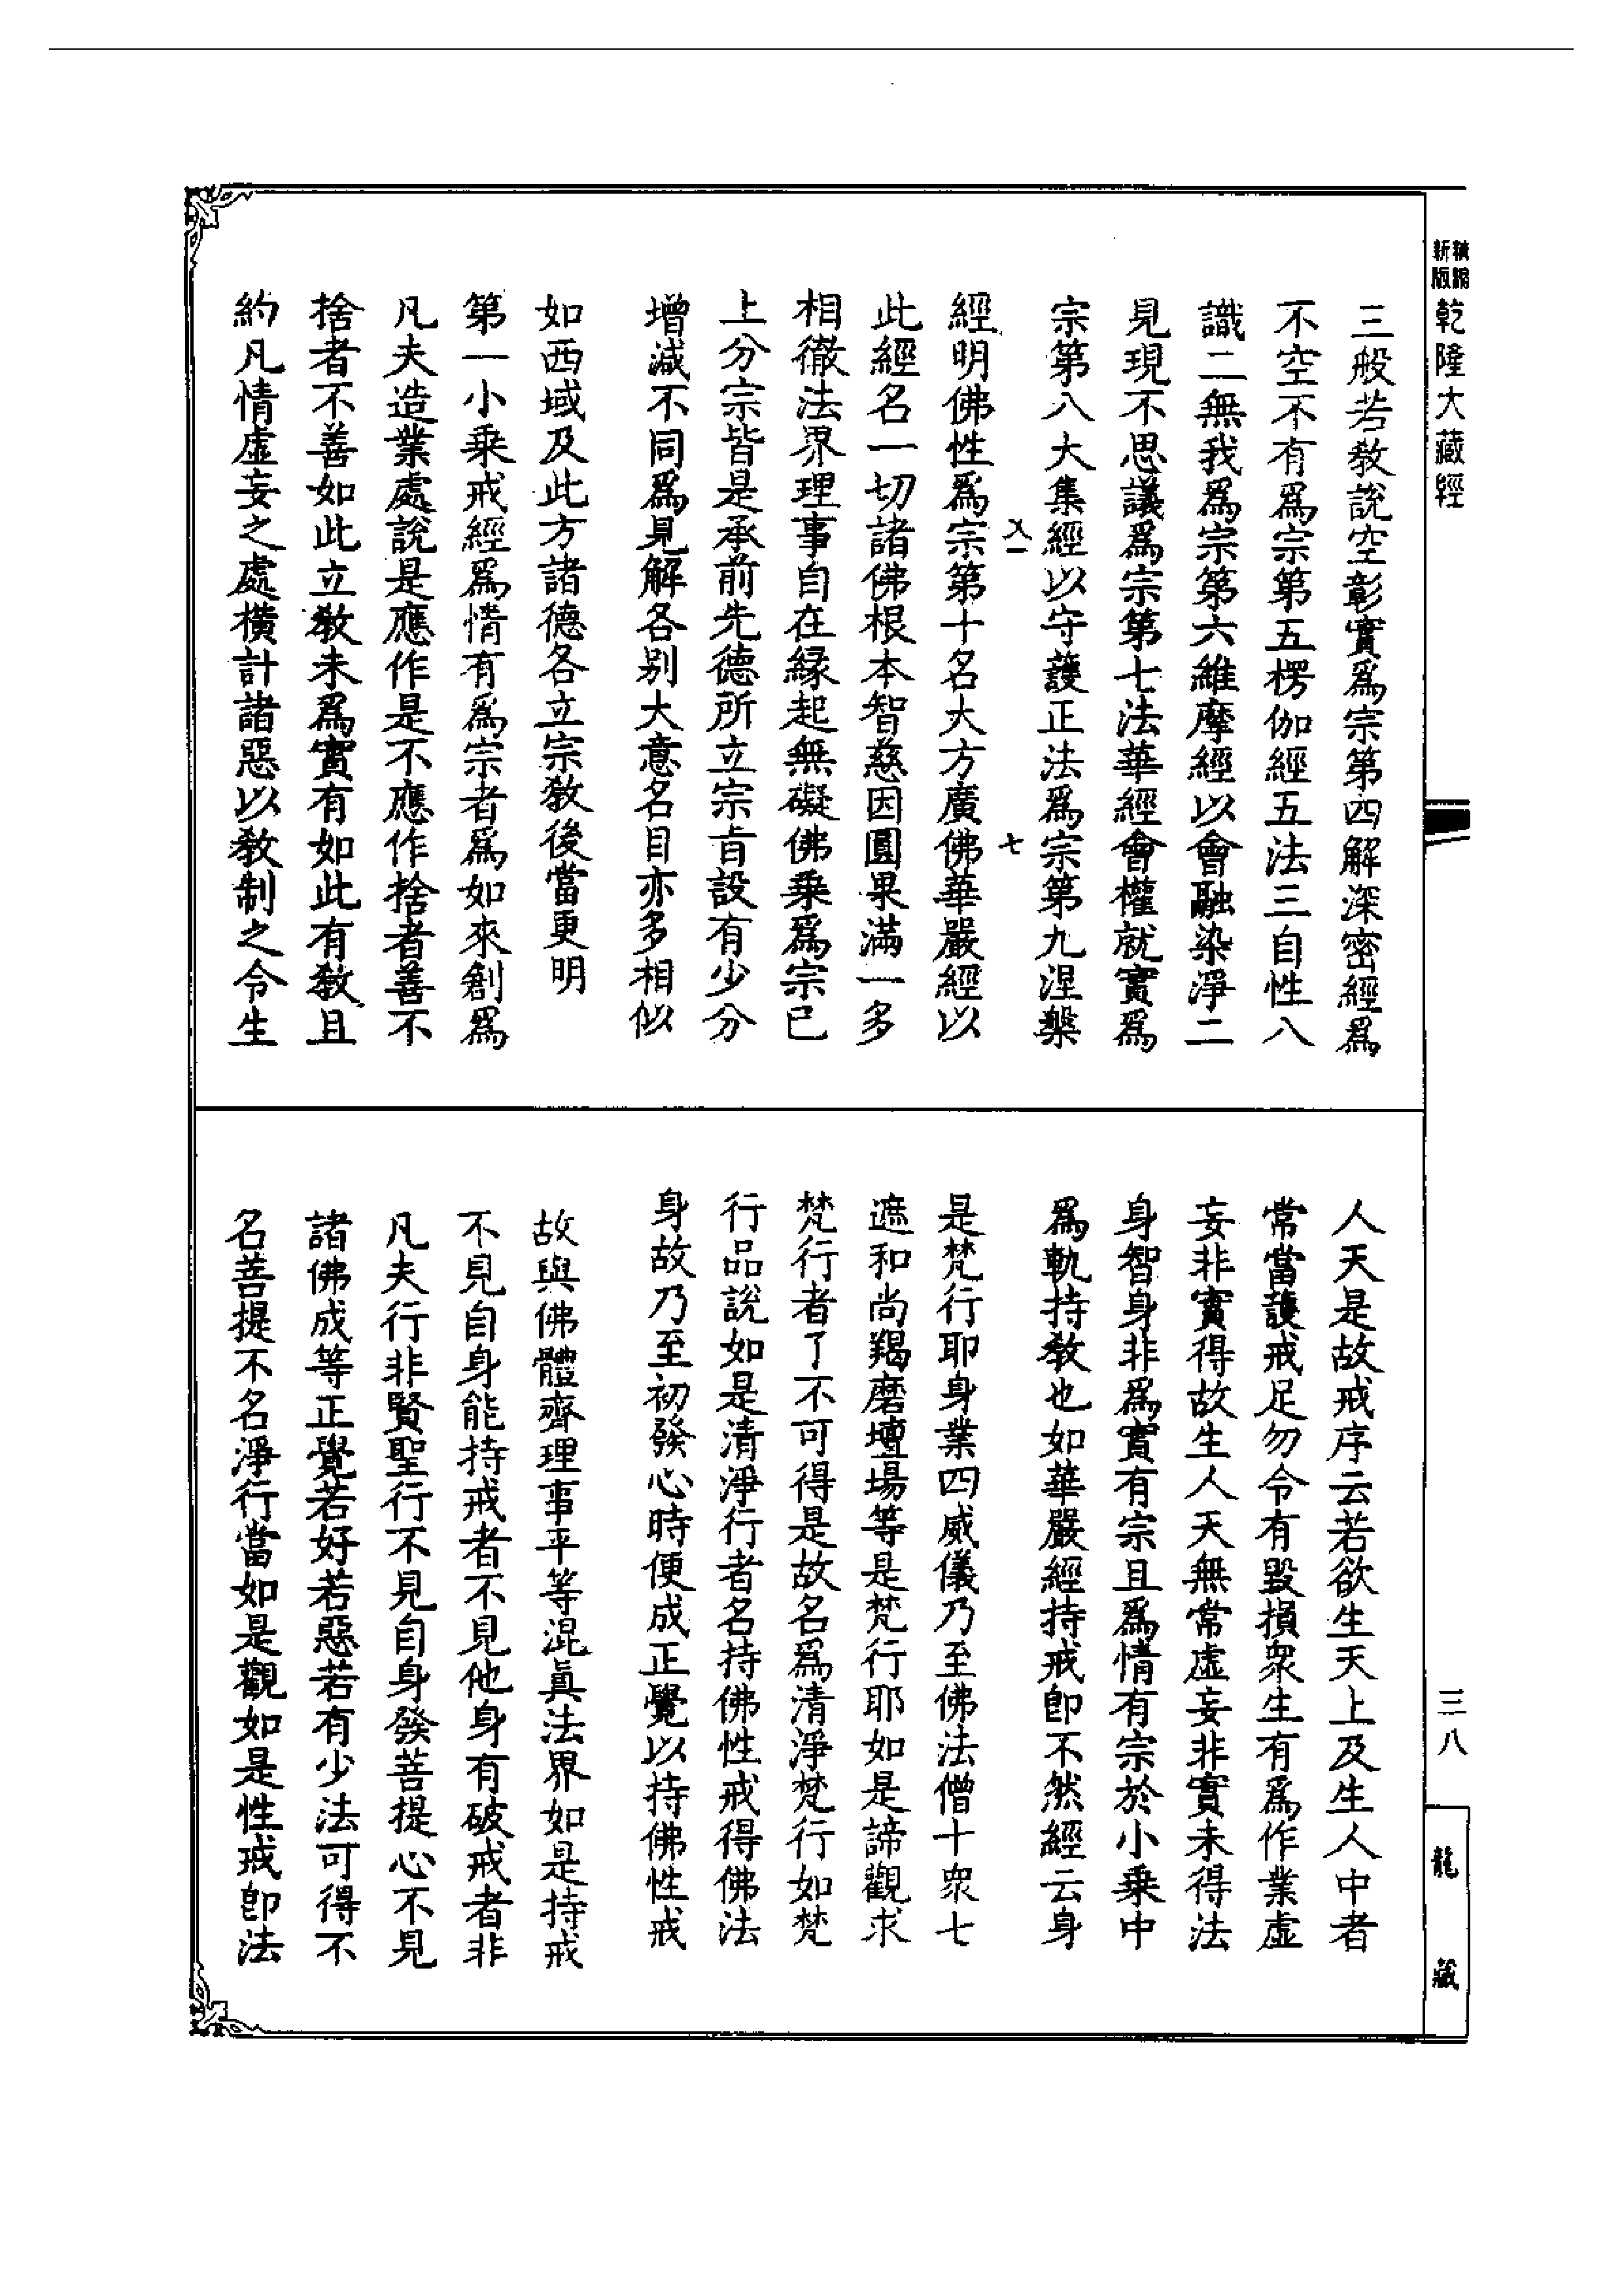 新版
精縮
乾隆大藏經
三般若教說空彰實爲宗第四解深密經爲
不空不有爲宗第五楞伽經五法三自性八
識二無我爲宗第六維摩經以會融染淨二
見現不思議爲宗第七法華經會權就實爲
宗第八大集經以守護正法爲宗第九涅槃
七
經明佛性爲宗第十名大方廣佛華嚴經以
此經名一切諸佛根本智慈因圓果滿一多
相徹法界理事自在緣起無礙佛乘爲宗已
上分宗皆是承前先德所立宗旨設有少分
增減不同爲見解各別大意名目亦多相似
如西域及此方諸德各立宗教後當更明
第一小乘戒經爲情有爲宗者爲如來創爲
凡夫造業處說是應作是不應作捨者善不
捨者不善如此立教未爲實有如此有教且
約凡情虛妄之處橫計諸惡以教制之令生
人天是故戒序云若欲生天上及生人中者
常當護戒足勿令有毀損衆生有爲作業虛
妄非實得故生人天無常虛妄非實未得法
身智身非爲實有宗且爲情有宗於小乘中
爲軌持教也如華嚴經持戒即不然經云身
是梵行耶身業四威儀乃至佛法僧十衆七
遮和尚羯磨壇場等是梵行耶如是諦觀求
梵行者了不可得是故名爲清淨梵行如梵
行品說如是清淨行者名持佛性戒得佛法
身故乃至初發心時便成正覺以持佛性戒
故與佛體齊理事平等混眞法界如是持戒
不見自身能持戒者不見他身有破戒者非
凡夫行非賢聖行不見自身發菩提心不見
諸佛成等正覺若好若惡若有少法可得不
名菩提不名淨行當如是觀如是性戒即法
三八
龍藏